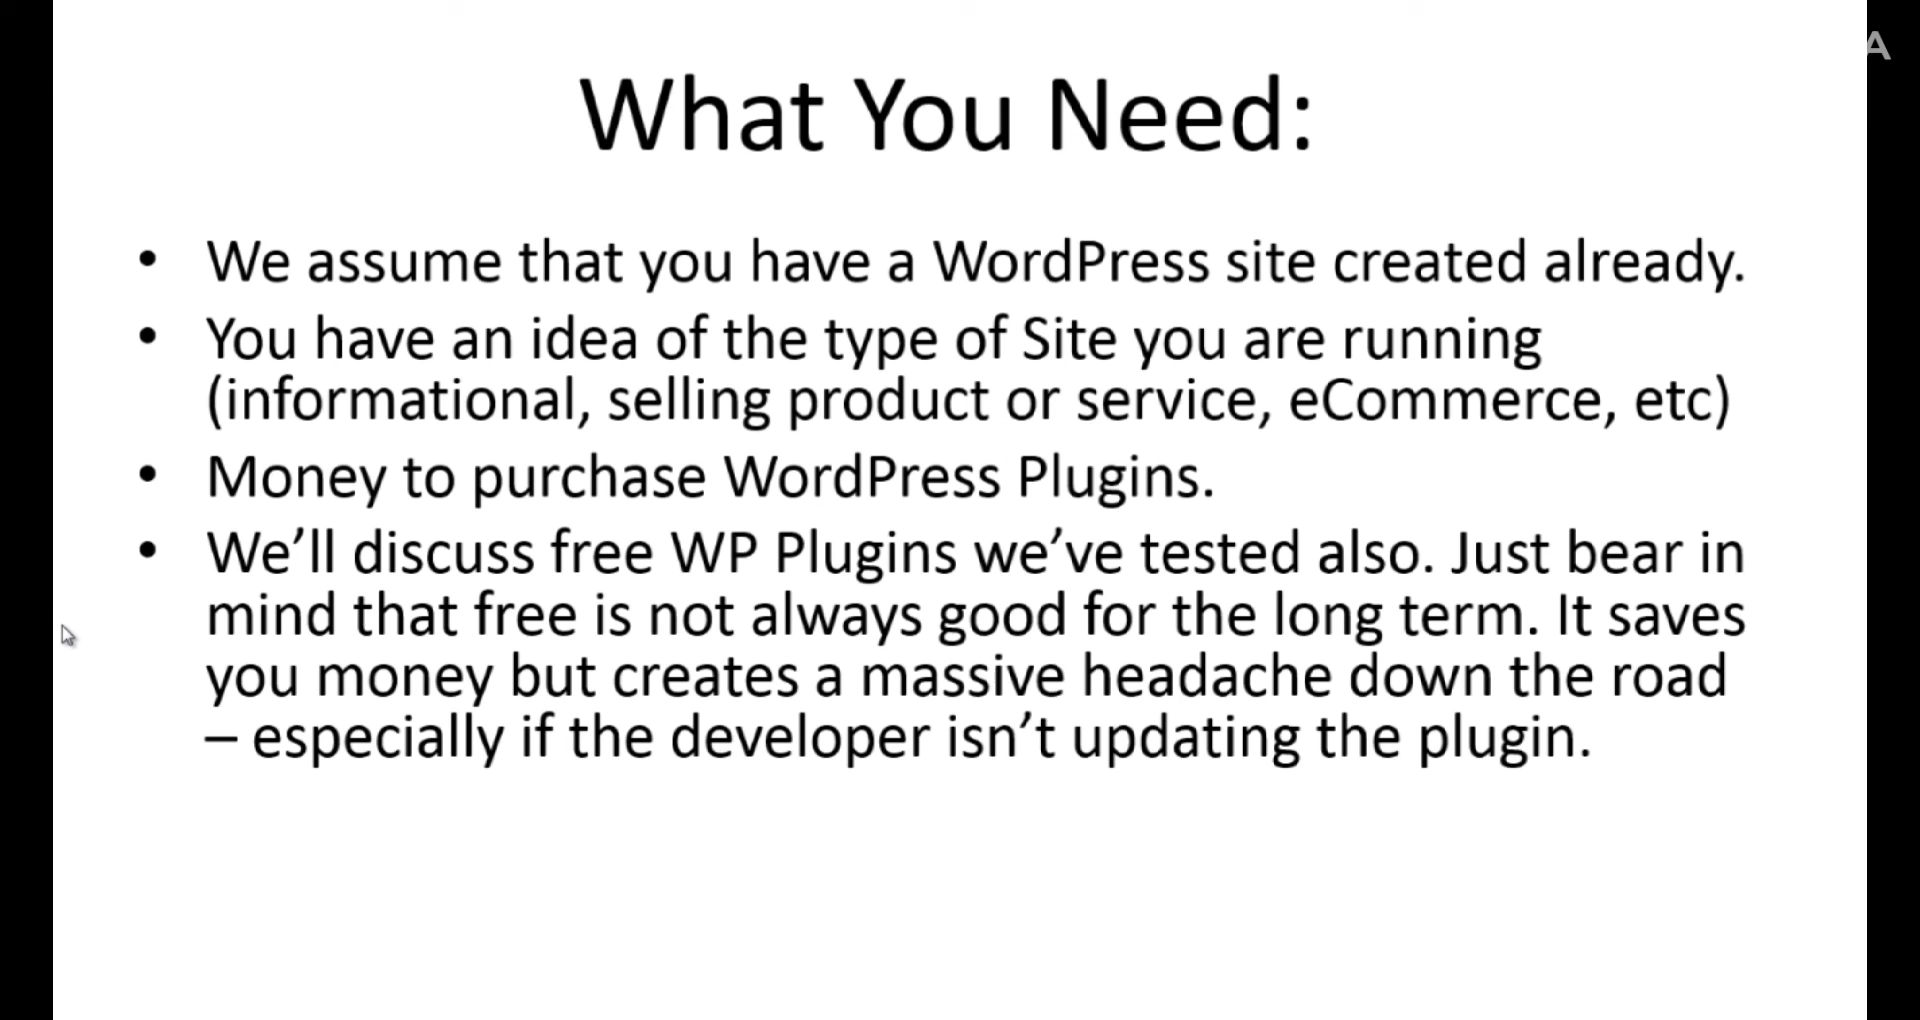 What You Need:
• We assume that you have a WordPress site created already.
• You have an idea of the type of Site you are running
(informational, selling product or service, eCommerce, etc)
• Money to purchase WordPress Plugins.
• We’ll discuss free WP Plugins we’ve tested also. Just bear in
mind that free is not always good for the long term. It saves
you money but creates a massive headache down the road
– especially if the developer isn’t updating the plugin.
A